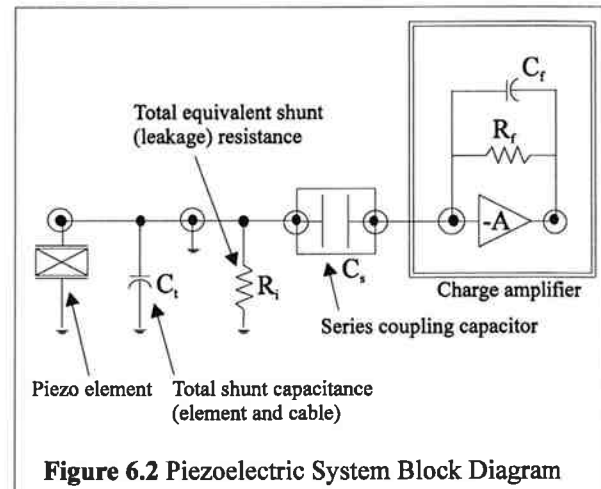 C_f
Total equivalent shunt
(leakage) resistance
R_f
-A
C_t
R_i
C_s
Charge amplifier
Series coupling capacitor
Piezo element
Total shunt capacitance
(element and cable)
Figure 6.2 Piezoelectric System Block Diagram